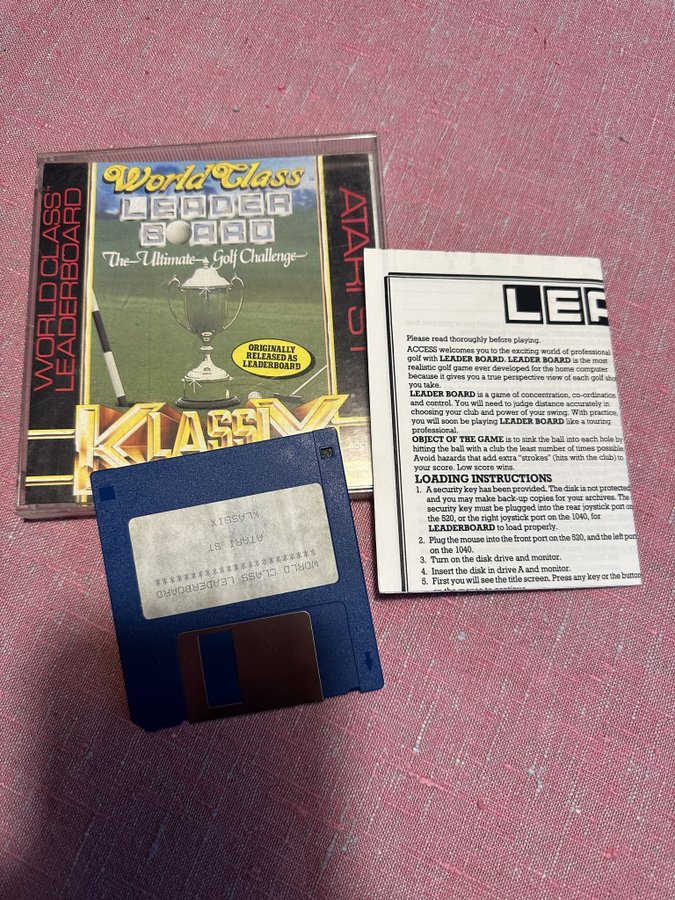 WORLD CLASS™
LEADERBOARD
World Class
LEADER
BOARD
The Ultimate Golf Challenge
ORIGINALLY
RELEASED AS
LEADERBOARD
ATARI ST
KLASSIX
WORLD CLASS LEADERBOARD
********************
ATARI ST
KLASSIX
LEA
Please read thoroughly before playing.
ACCESS welcomes you to the exciting world of professional
golf with LEADER BOARD. LEADER BOARD is the most
realistic golf game ever developed for the home computer
because it gives you a true perspective view of each golf sho
you take.
LEADER BOARD is a game of concentration, co-ordination
and control. You will need to judge distance accurately in
choosing your club and power of your swing. With practice,
you will soon be playing LEADER BOARD like a touring
professional.
OBJECT OF THE GAME is to sink the ball into each hole by
hitting the ball with a club the least number of times possible
Avoid hazards that add extra "strokes" (hits with the club) to
your score. Low score wins.
LOADING INSTRUCTIONS
1. A security key has been provided. The disk is not protected
and you may make back-up copies for your archives. The
security key must be plugged into the rear joystick port on
the 520, or the right joystick port on the 1040, for
LEADERBOARD to load properly.
2. Plug the mouse into the front port on the 520, and the left port
on the 1040.
3. Turn on the disk drive and monitor.
4. Insert the disk in drive A and monitor.
5. First you will see the title screen. Press any key or the button
on the mouse to continue.